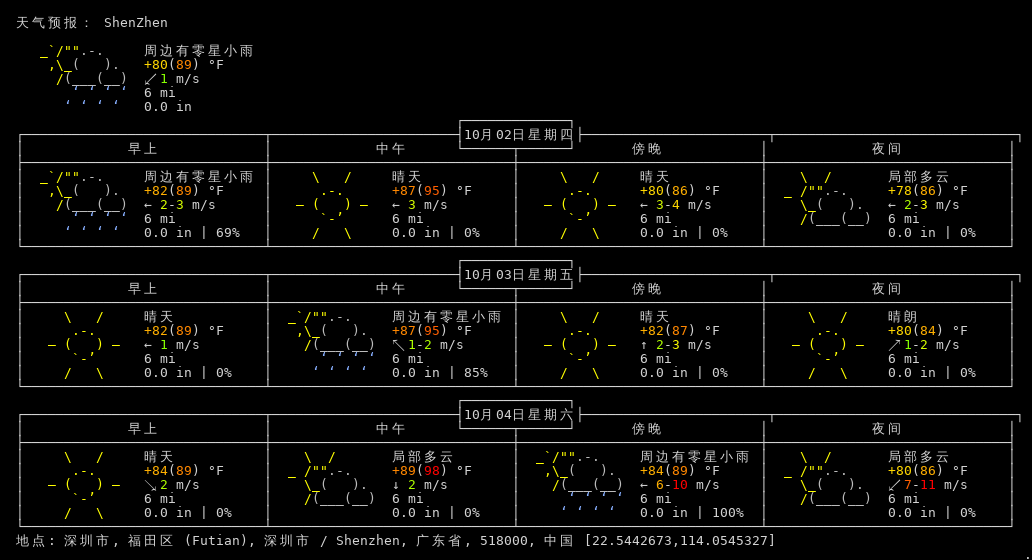 天气预报： ShenZhen
周边有零星小雨
+80(89) °F
↙ 1 m/s
6 mi
0.0 in
10月02日星期四
早上 中午 傍晚 夜间
周边有零星小雨 晴天 晴天 局部多云
+82(89) °F +87(95) °F +80(86) °F +78(86) °F
← 2-3 m/s ← 3 m/s ← 3-4 m/s ← 2-3 m/s
6 mi 6 mi 6 mi 6 mi
0.0 in | 69% 0.0 in | 0% 0.0 in | 0% 0.0 in | 0%
10月03日星期五
早上 中午 傍晚 夜间
晴天 周边有零星小雨 晴天 晴朗
+82(89) °F +87(95) °F +82(87) °F +80(84) °F
← 1 m/s ↖ 1-2 m/s ↑ 2-3 m/s ↗ 1-2 m/s
6 mi 6 mi 6 mi 6 mi
0.0 in | 0% 0.0 in | 85% 0.0 in | 0% 0.0 in | 0%
10月04日星期六
早上 中午 傍晚 夜间
晴天 局部多云 周边有零星小雨 局部多云
+84(89) °F +89(98) °F +84(89) °F +80(86) °F
↘ 2 m/s ↓ 2 m/s ← 6-10 m/s ↙ 7-11 m/s
6 mi 6 mi 6 mi 6 mi
0.0 in | 0% 0.0 in | 0% 0.0 in | 100% 0.0 in | 0%
地点: 深圳市, 福田区 (Futian), 深圳市 / Shenzhen, 广东省, 518000, 中国 [22.5442673,114.0545327]